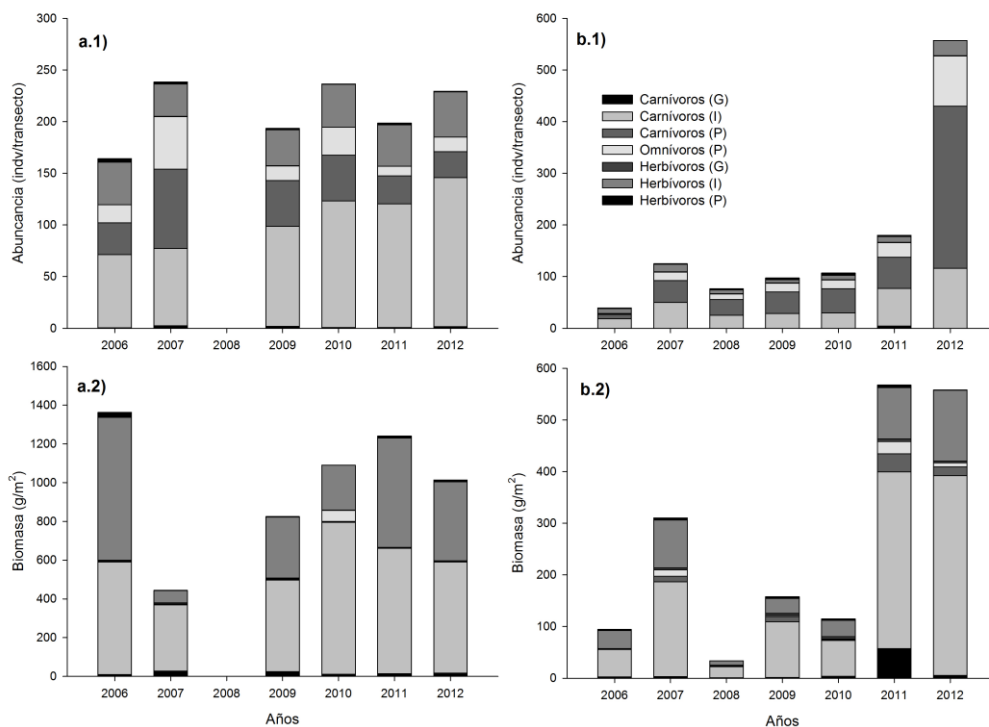 a.1)
Abuncancia (indv/transecto)
300
250
200
150
100
50
0
2006 2007 2008 2009 2010 2011 2012
b.1)
Abuncancia (indv/transecto)
600
500
400
300
200
100
0
Carnívoros (G)
Carnívoros (I)
Carnívoros (P)
Omnívoros (P)
Herbívoros (G)
Herbívoros (I)
Herbívoros (P)
2006 2007 2008 2009 2010 2011 2012
a.2)
Biomasa (g/m²)
1600
1400
1200
1000
800
600
400
200
0
2006 2007 2008 2009 2010 2011 2012
Años
b.2)
Biomasa (g/m²)
600
500
400
300
200
100
0
2006 2007 2008 2009 2010 2011 2012
Años